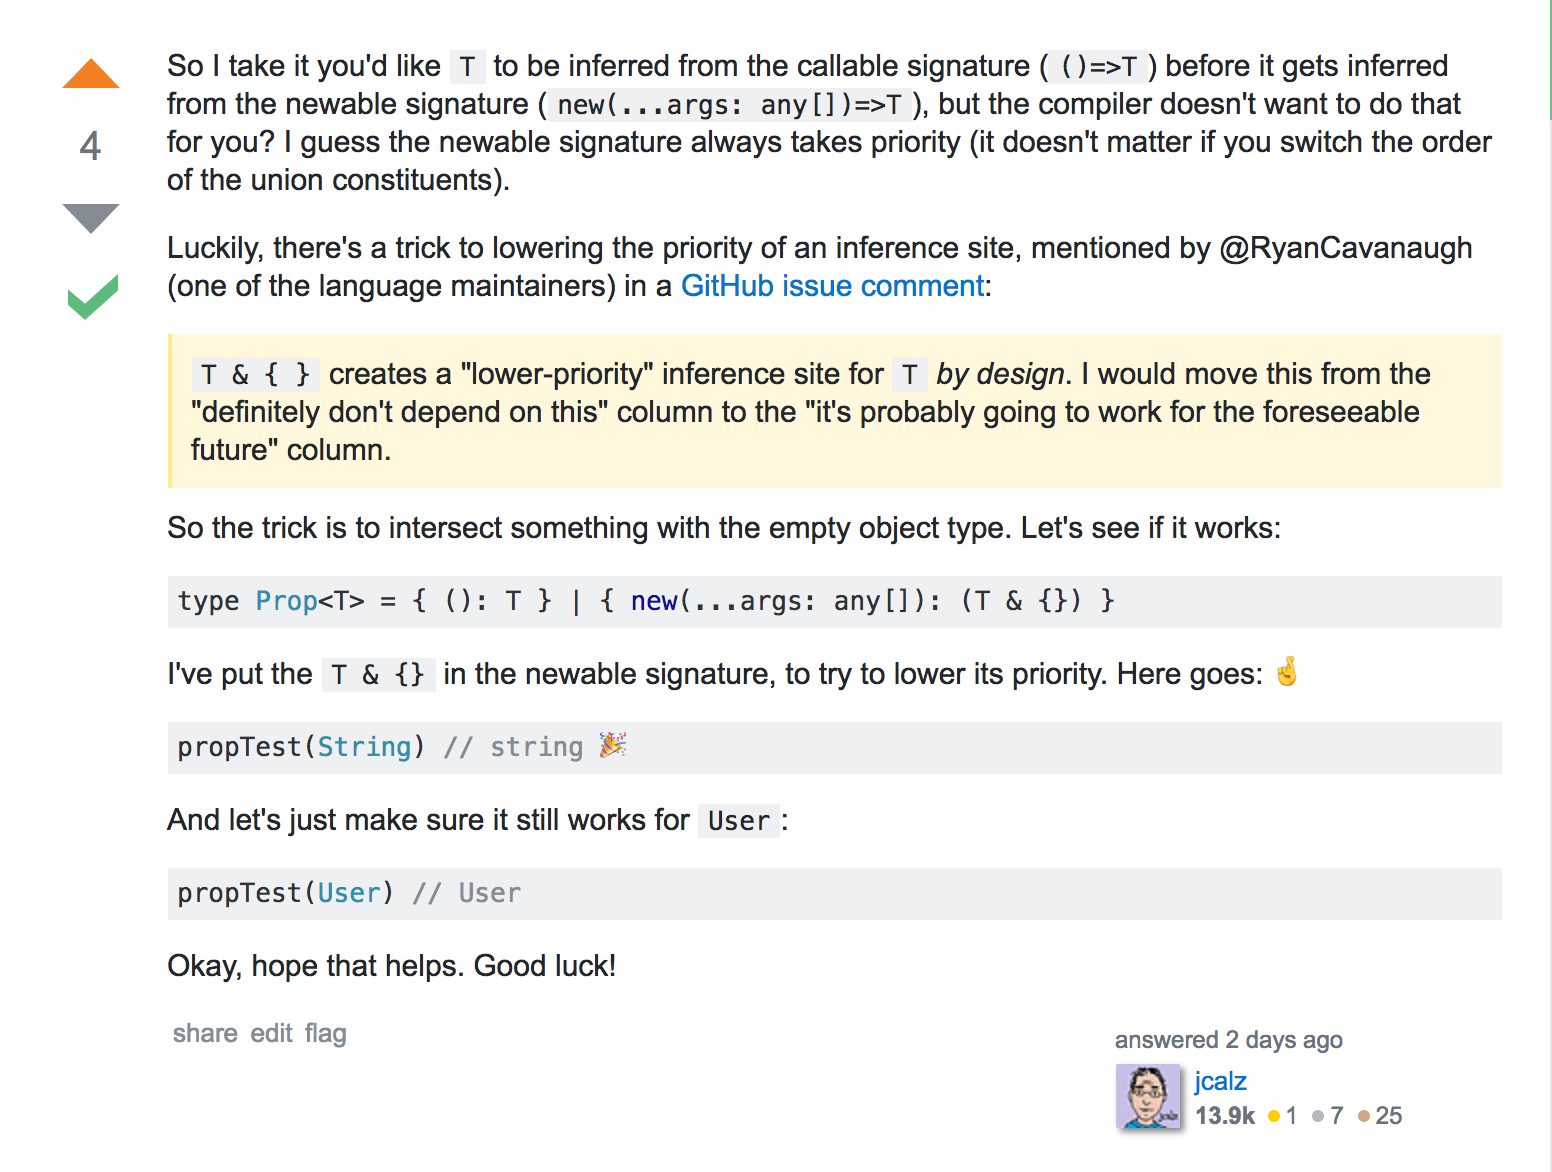 So I take it you'd like T to be inferred from the callable signature ( ()=>T ) before it gets inferred
from the newable signature ( new(...args: any[])=>T ), but the compiler doesn't want to do that
for you? I guess the newable signature always takes priority (it doesn't matter if you switch the order
of the union constituents).
4
Luckily, there's a trick to lowering the priority of an inference site, mentioned by @RyanCavanaugh
(one of the language maintainers) in a GitHub issue comment:
T & { } creates a "lower-priority" inference site for T by design. I would move this from the
"definitely don't depend on this" column to the "it's probably going to work for the foreseeable
future" column.
So the trick is to intersect something with the empty object type. Let's see if it works:
type Prop<T> = { (): T } | { new(...args: any[]): (T & {}) }
I've put the T & {} in the newable signature, to try to lower its priority. Here goes: 🤞
propTest(String) // string 🎉
And let's just make sure it still works for User :
propTest(User) // User
Okay, hope that helps. Good luck!
share edit flag
answered 2 days ago
jcalz
13.9k ●1 ●7 ●25